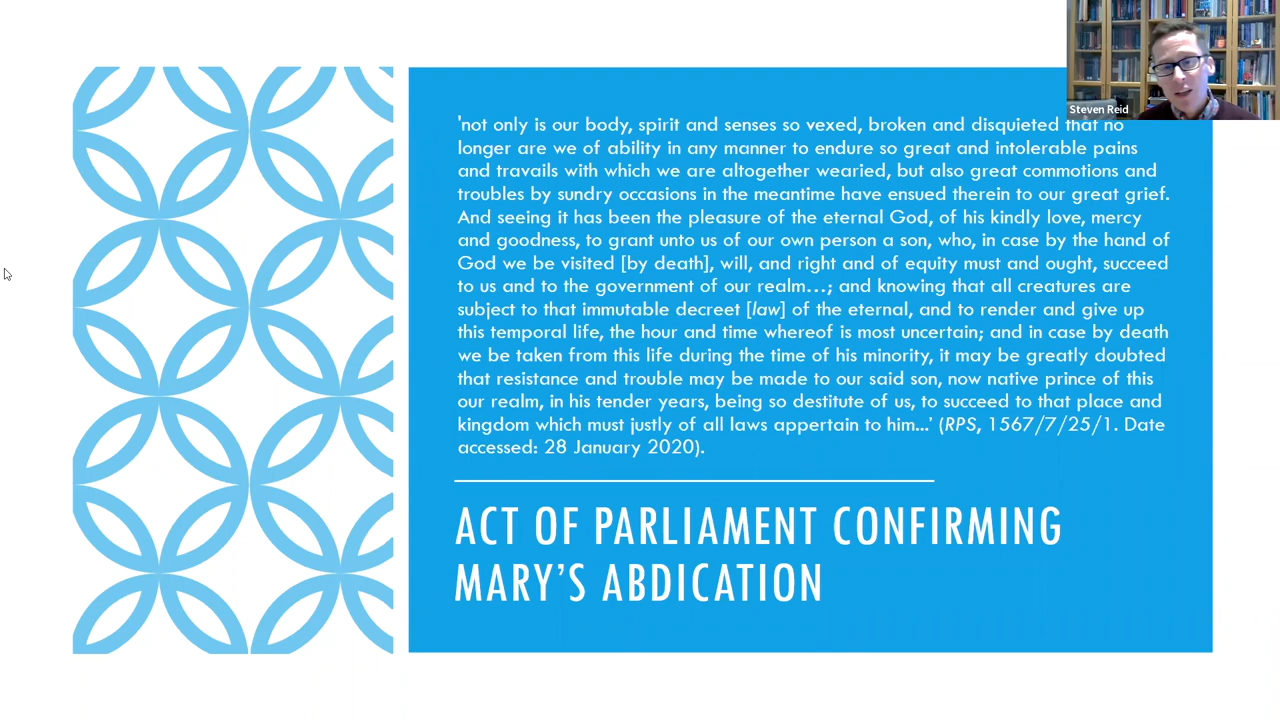 Steven Reid
'not only is our body, spirit and senses so vexed, broken and disquieted that no
longer are we of ability in any manner to endure so great and intolerable pains
and travails with which we are altogether wearied, but also great commotions and
troubles by sundry occasions in the meantime have ensued therein to our great grief.
And seeing it has been the pleasure of the eternal God, of his kindly love, mercy
and goodness, to grant unto us of our own person a son, who, in case by the hand of
God we be visited [by death], will, and right and of equity must and ought, succeed
to us and to the government of our realm…; and knowing that all creatures are
subject to that immutable decreet [law] of the eternal, and to render and give up
this temporal life, the hour and time whereof is most uncertain; and in case by death
we be taken from this life during the time of his minority, it may be greatly doubted
that resistance and trouble may be made to our said son, now native prince of this
our realm, in his tender years, being so destitute of us, to succeed to that place and
kingdom which must justly of all laws appertain to him...' (RPS, 1567/7/25/1. Date
accessed: 28 January 2020).
ACT OF PARLIAMENT CONFIRMING
MARY'S ABDICATION